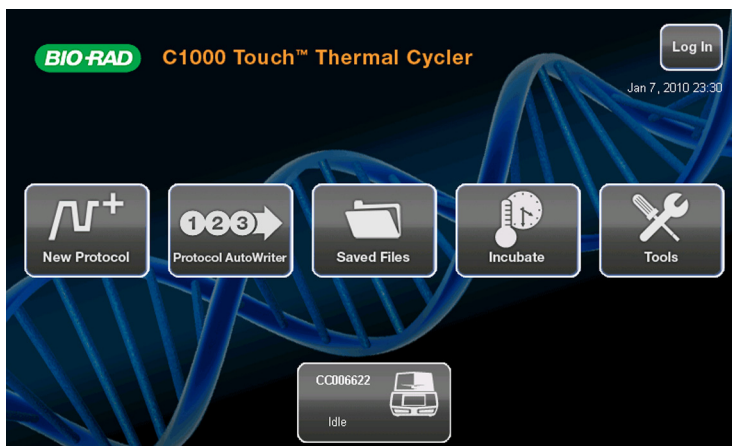 BIO-RAD C1000 Touch™ Thermal Cycler
Log In
Jan 7, 2010 23:30
New Protocol
123
Protocol AutoWriter
Saved Files
Incubate
Tools
CC006622
Idle